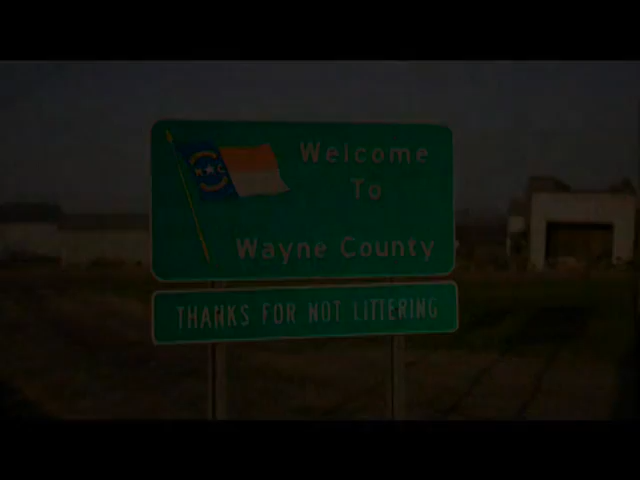 N★C
Welcome
To
Wayne County
THANKS FOR NOT LITTERING